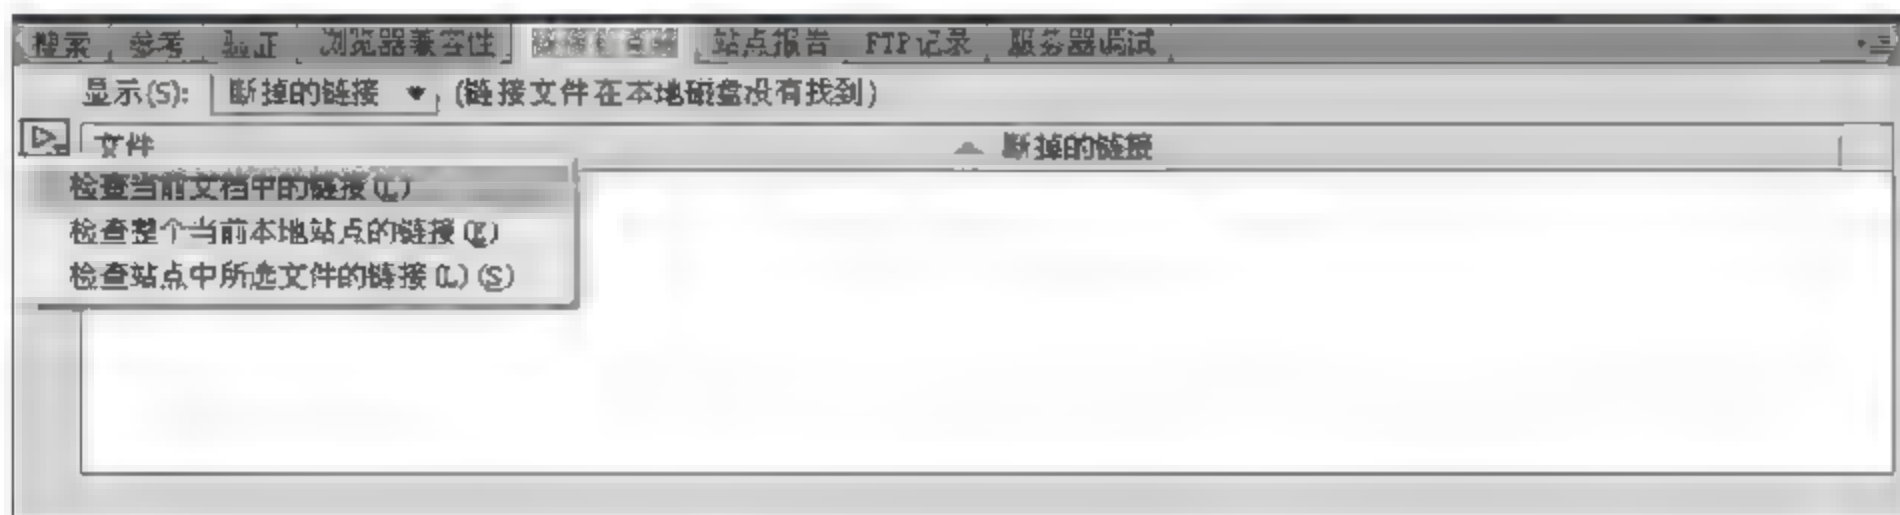 搜索 参考 验证 浏览器兼容性 站点报告 FTP记录 服务器调试
显示(S): 断掉的链接 (链接文件在本地磁盘没有找到)
文件 断掉的链接
检查当前文档中的链接(L)
检查整个当前本地站点的链接(E)
检查站点中所选文件的链接(L)(S)